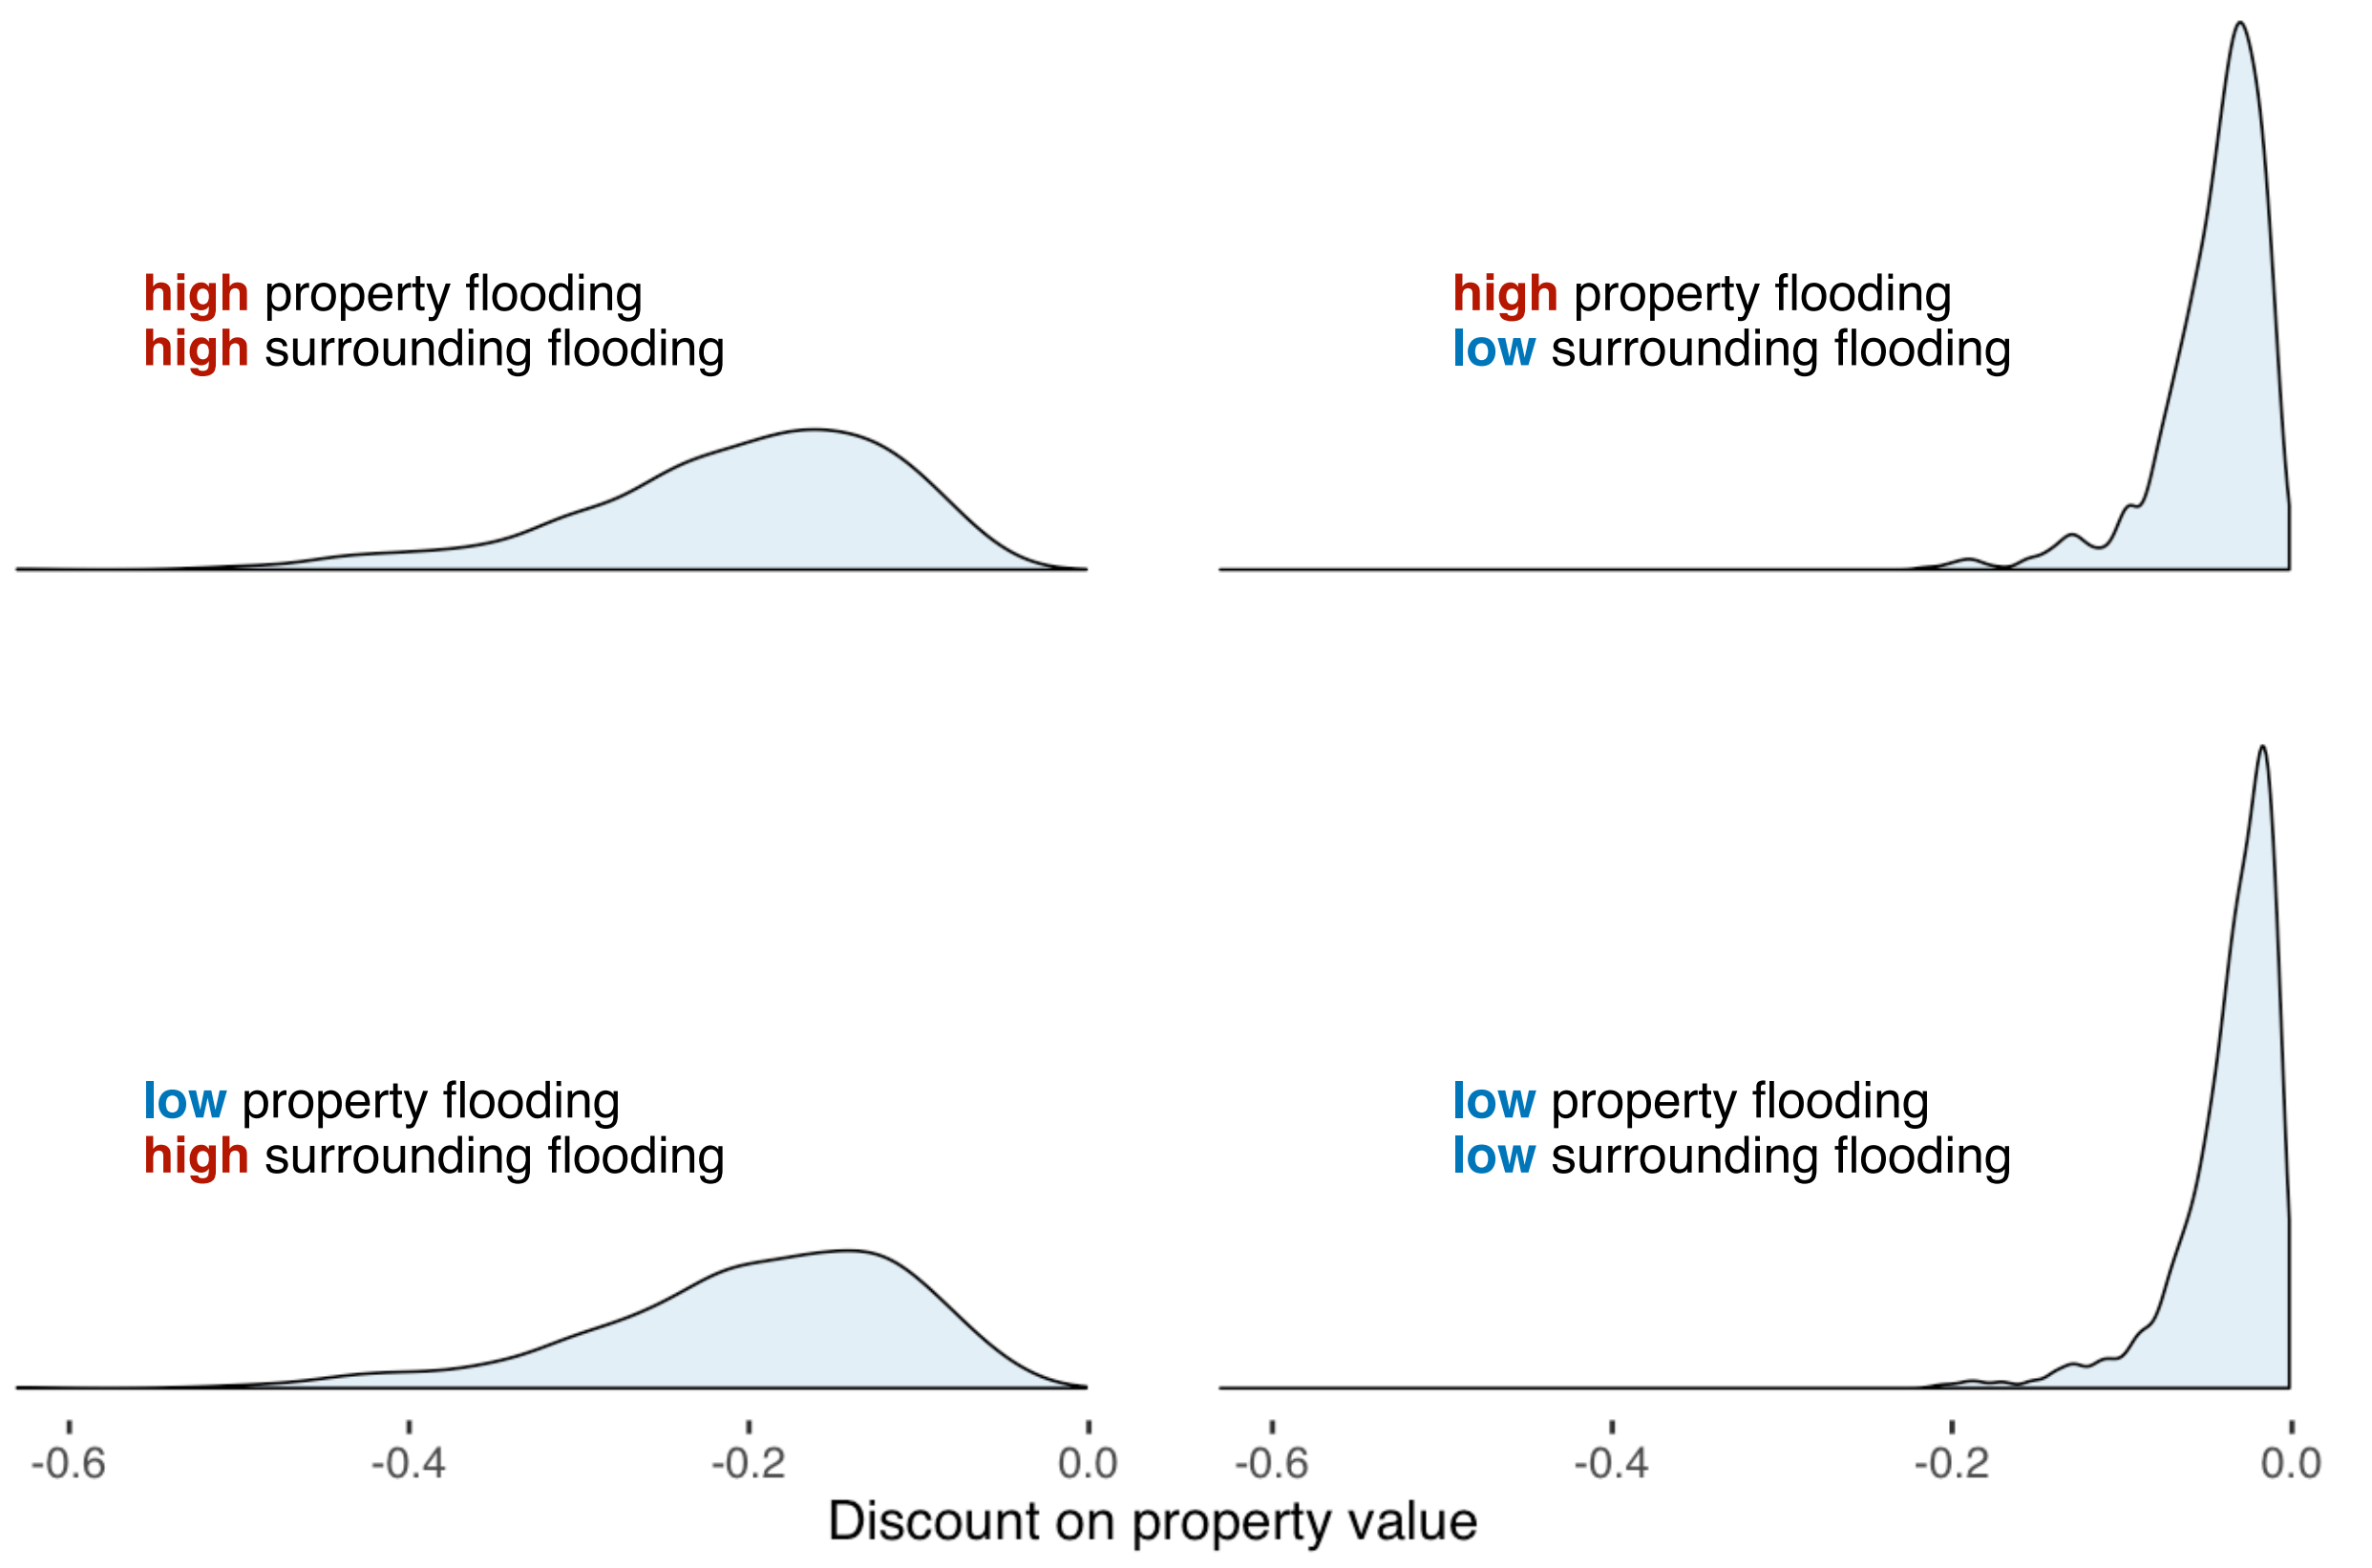 high property flooding
high surrounding flooding
high property flooding
low surrounding flooding
low property flooding
high surrounding flooding
low property flooding
low surrounding flooding
-0.6 -0.4 -0.2 0.0 -0.6 -0.4 -0.2 0.0
Discount on property value